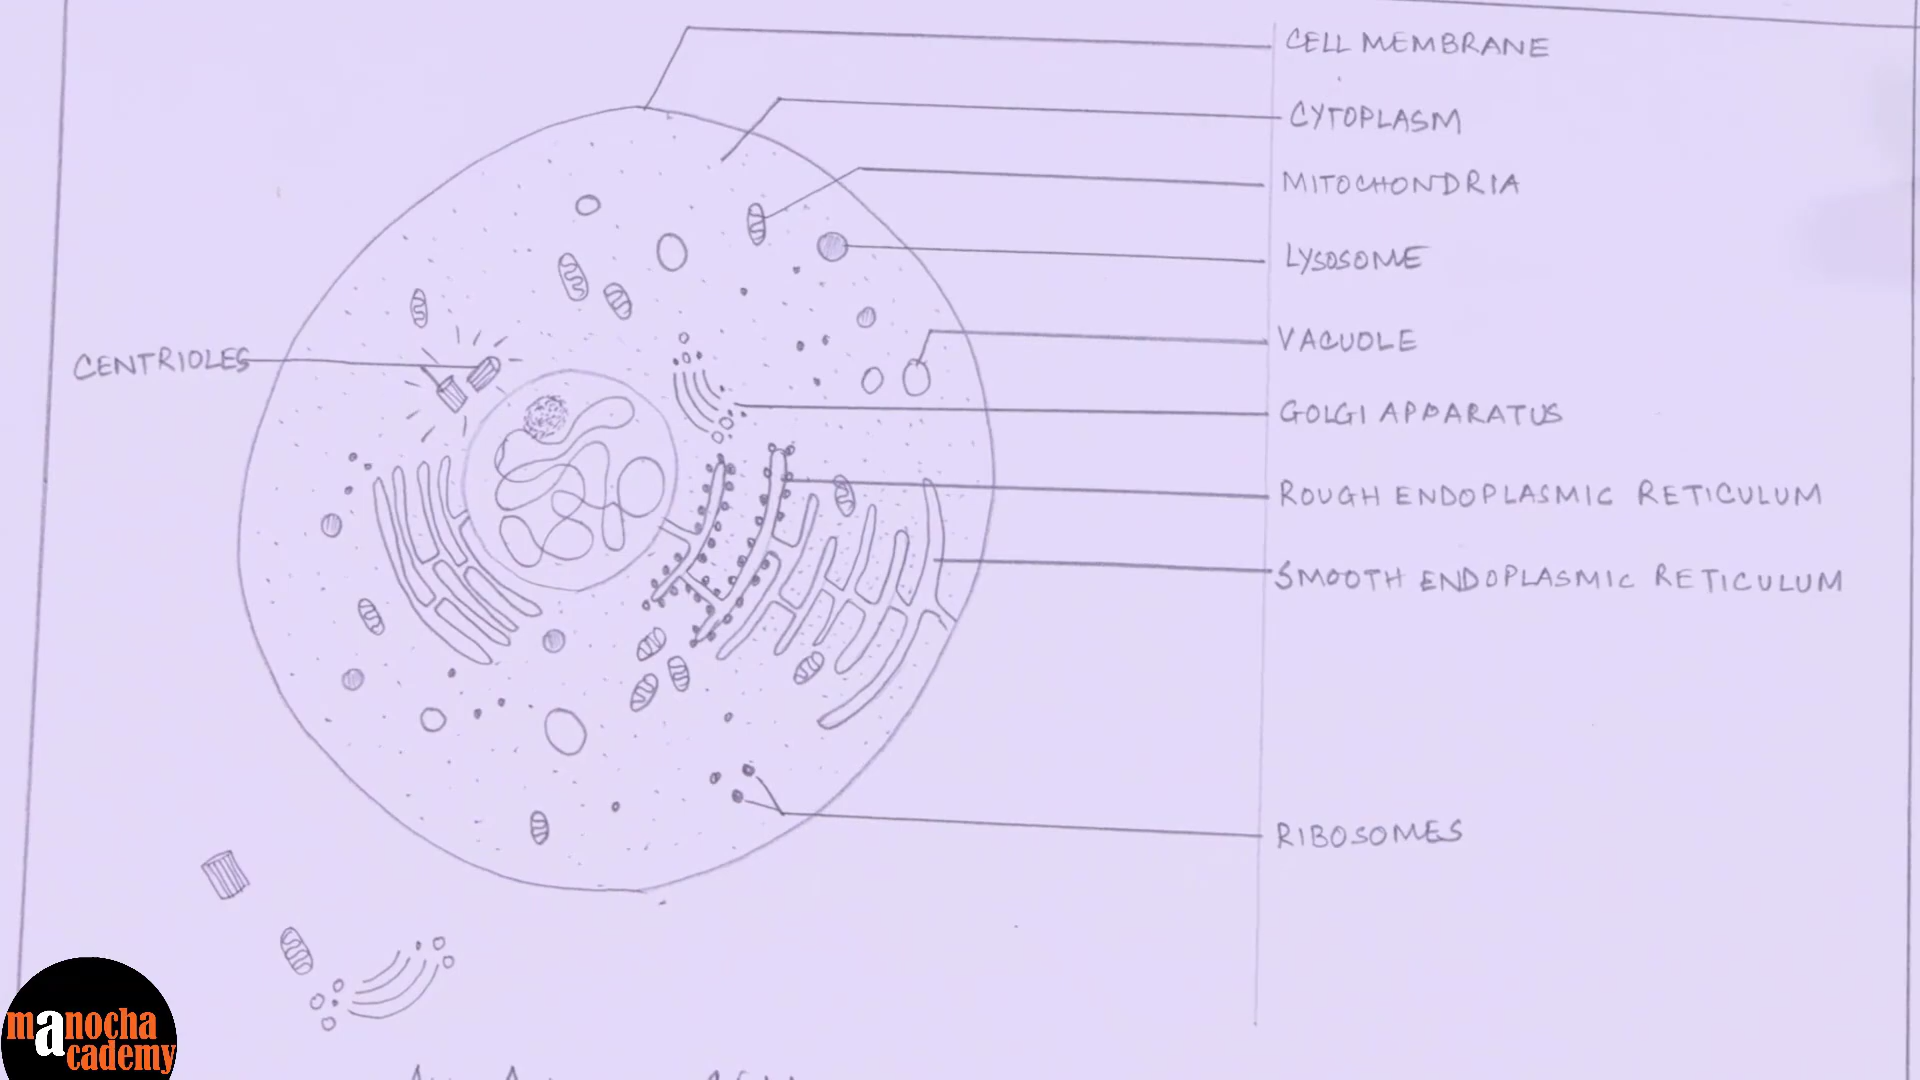 CELL MEMBRANE
CYTOPLASM
MITOCHONDRIA
LYSOSOME
VACUOLE
CENTRIOLES
GOLGI APPARATUS
ROUGH ENDOPLASMIC RETICULUM
SMOOTH ENDOPLASMIC RETICULUM
RIBOSOMES
manocha
academy